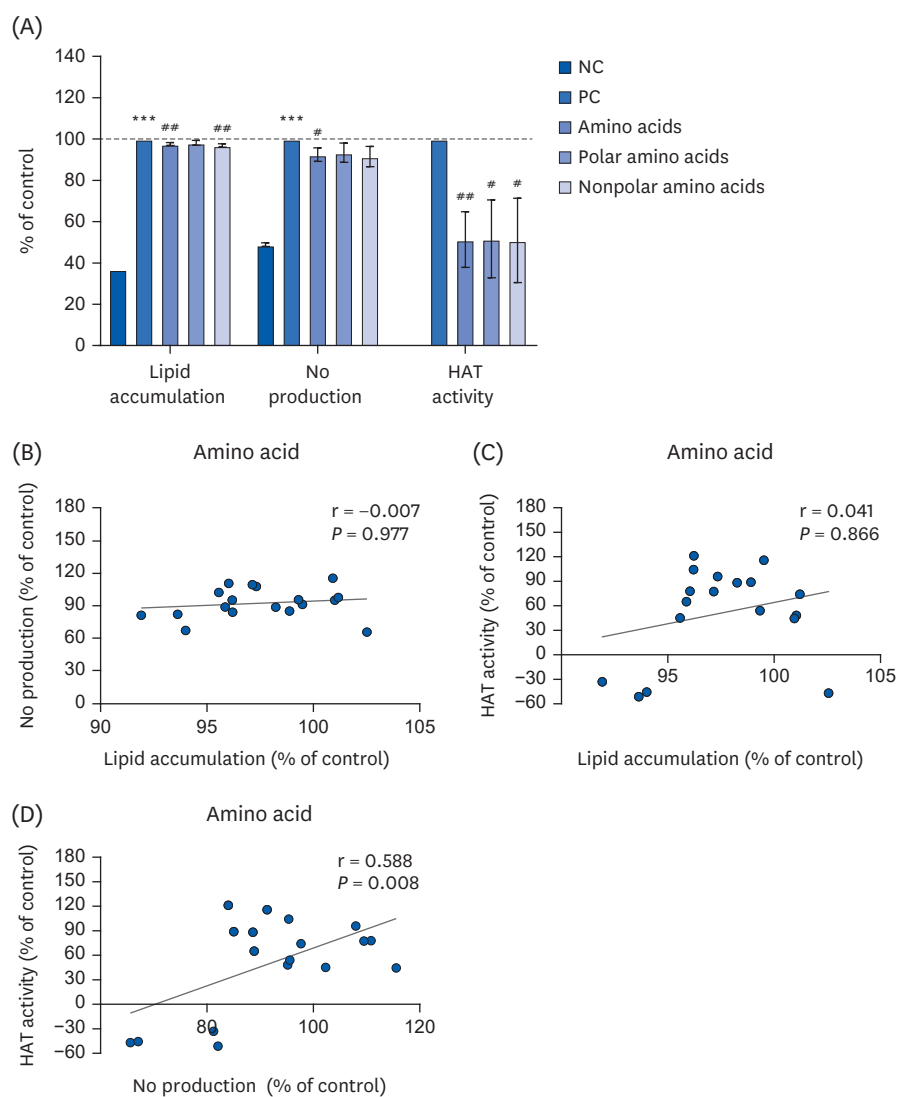 (A)
140
120
100
80
60
40
20
0
% of control
***
##
##
***
#
##
#
#
Lipid
accumulation
No
production
HAT
activity
NC
PC
Amino acids
Polar amino acids
Nonpolar amino acids
(B)
Amino acid
r = −0.007
P = 0.977
180
150
120
90
60
30
0
No production (% of control)
90
95
100
105
Lipid accumulation (% of control)
(C)
Amino acid
r = 0.041
P = 0.866
180
150
120
90
60
30
0
−30
−60
HAT activity (% of control)
95
100
105
Lipid accumulation (% of control)
(D)
Amino acid
r = 0.588
P = 0.008
180
150
120
90
60
30
0
−30
−60
HAT activity (% of control)
80
100
120
No production (% of control)